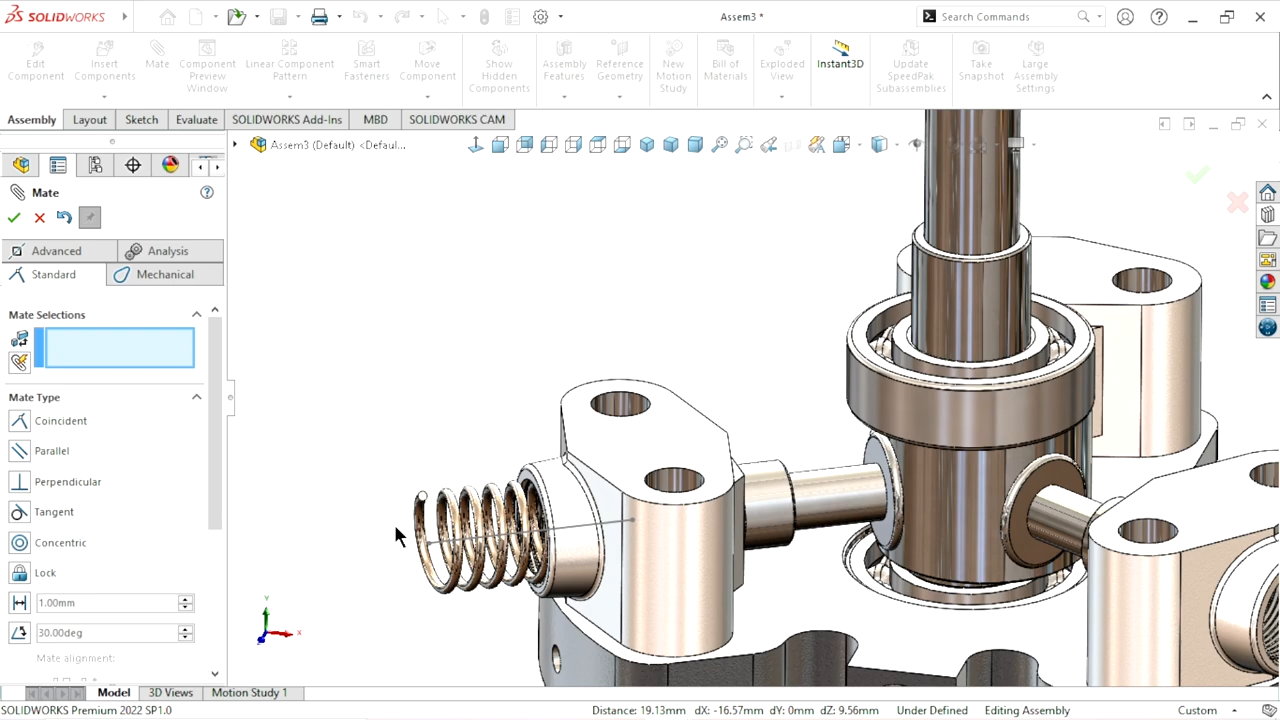 SOLIDWORKS
Assem3 *
Search Commands
Edit Component
Insert Components
Mate
Component Preview Window
Linear Component Pattern
Smart Fasteners
Move Component
Show Hidden Components
Assembly Features
Reference Geometry
New Motion Study
Bill of Materials
Exploded View
Instant3D
Update SpeedPak Subassemblies
Take Snapshot
Large Assembly Settings
Assembly
Layout
Sketch
Evaluate
SOLIDWORKS Add-Ins
MBD
SOLIDWORKS CAM
Assem3 (Default) <Defaul...
Mate
Advanced
Analysis
Standard
Mechanical
Mate Selections
Mate Type
Coincident
Parallel
Perpendicular
Tangent
Concentric
Lock
1.00mm
30.00deg
Mate alignment:
x
Model
3D Views
Motion Study 1
SOLIDWORKS Premium 2022 SP1.0
Distance: 19.13mm
dX: -16.57mm
dY: 0mm
dZ: 9.56mm
Under Defined
Editing Assembly
Custom